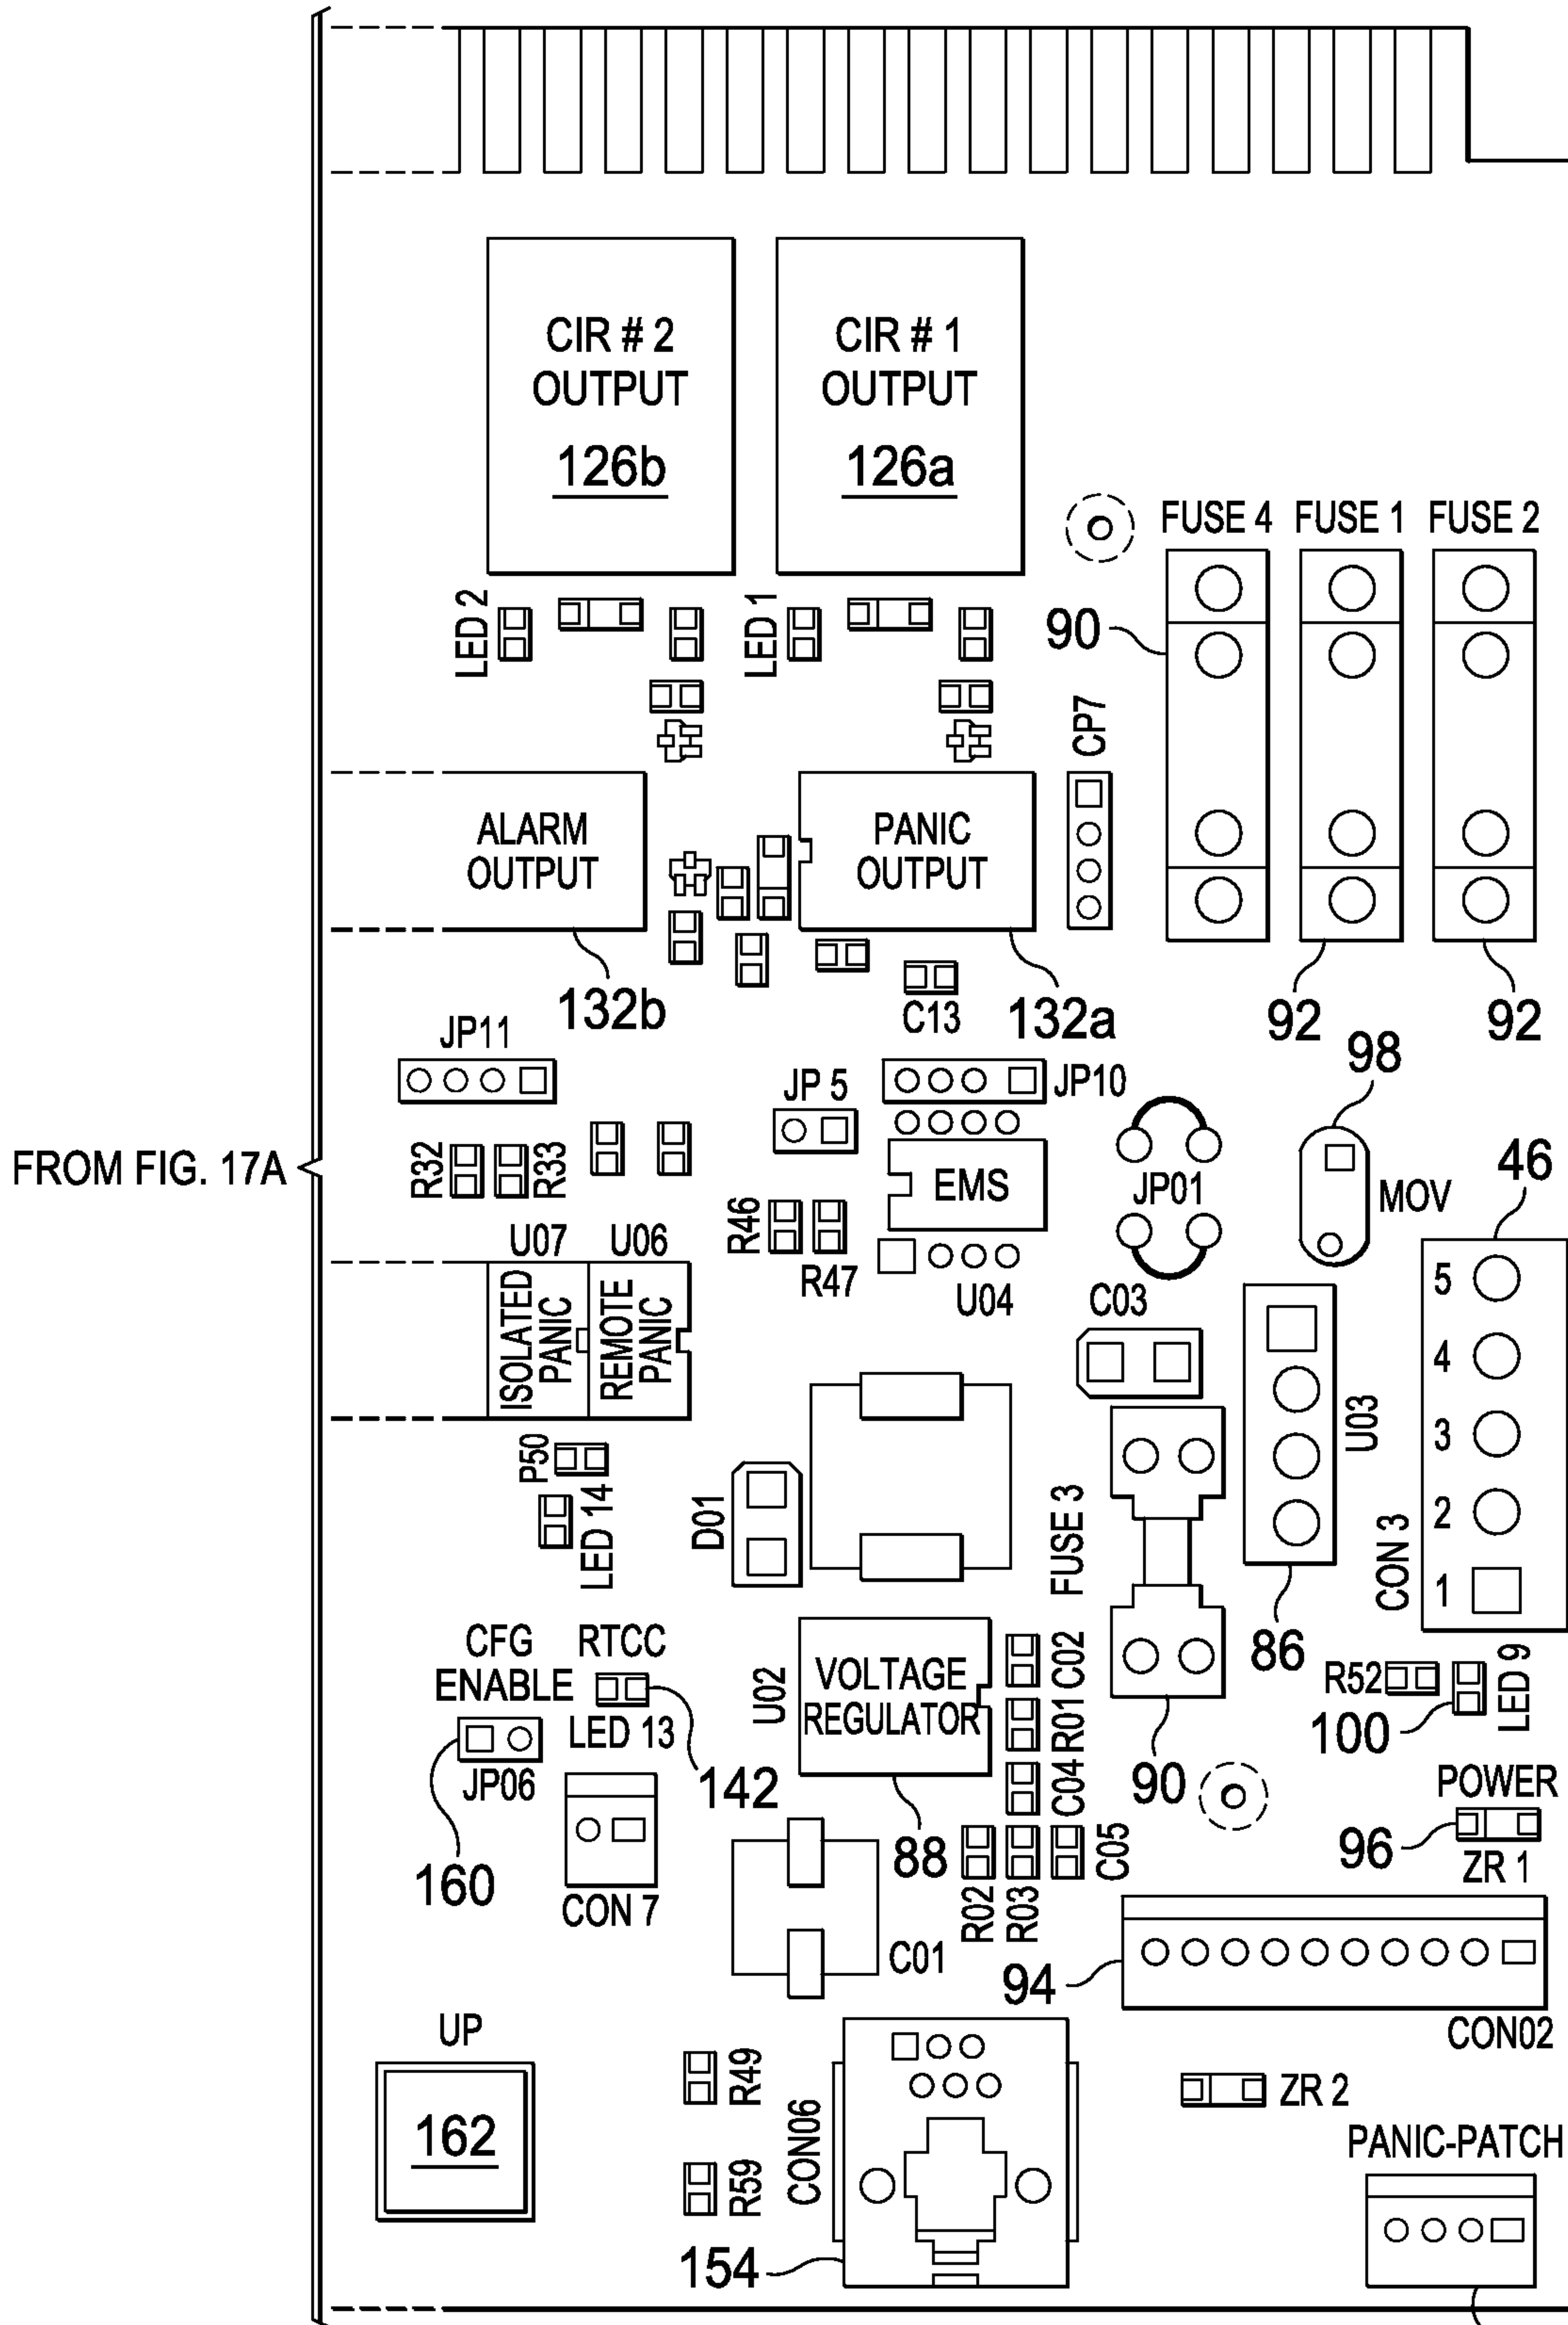 CIR # 2
OUTPUT
126b
CIR # 1
OUTPUT
126a
FUSE 4
FUSE 1
FUSE 2
LED 2
LED 1
90
CP7
ALARM
OUTPUT
PANIC
OUTPUT
132b
C13
132a
92
92
JP11
JP 5
JP10
98
FROM FIG. 17A
R32
R33
EMS
JP01
MOV
46
R46
R47
U04
U07
U06
ISOLATED
PANIC
REMOTE
PANIC
C03
U03
5
4
3
2
1
CON 3
P50
LED 14
D01
FUSE 3
86
CFG
ENABLE
RTCC
LED 13
JP06
142
160
CON 7
U02
VOLTAGE
REGULATOR
88
C02
R01
C04
90
R52
LED 9
100
POWER
96
ZR 1
R02
R03
C05
C01
94
CON02
UP
162
R49
R59
CON06
154
ZR 2
PANIC-PATCH